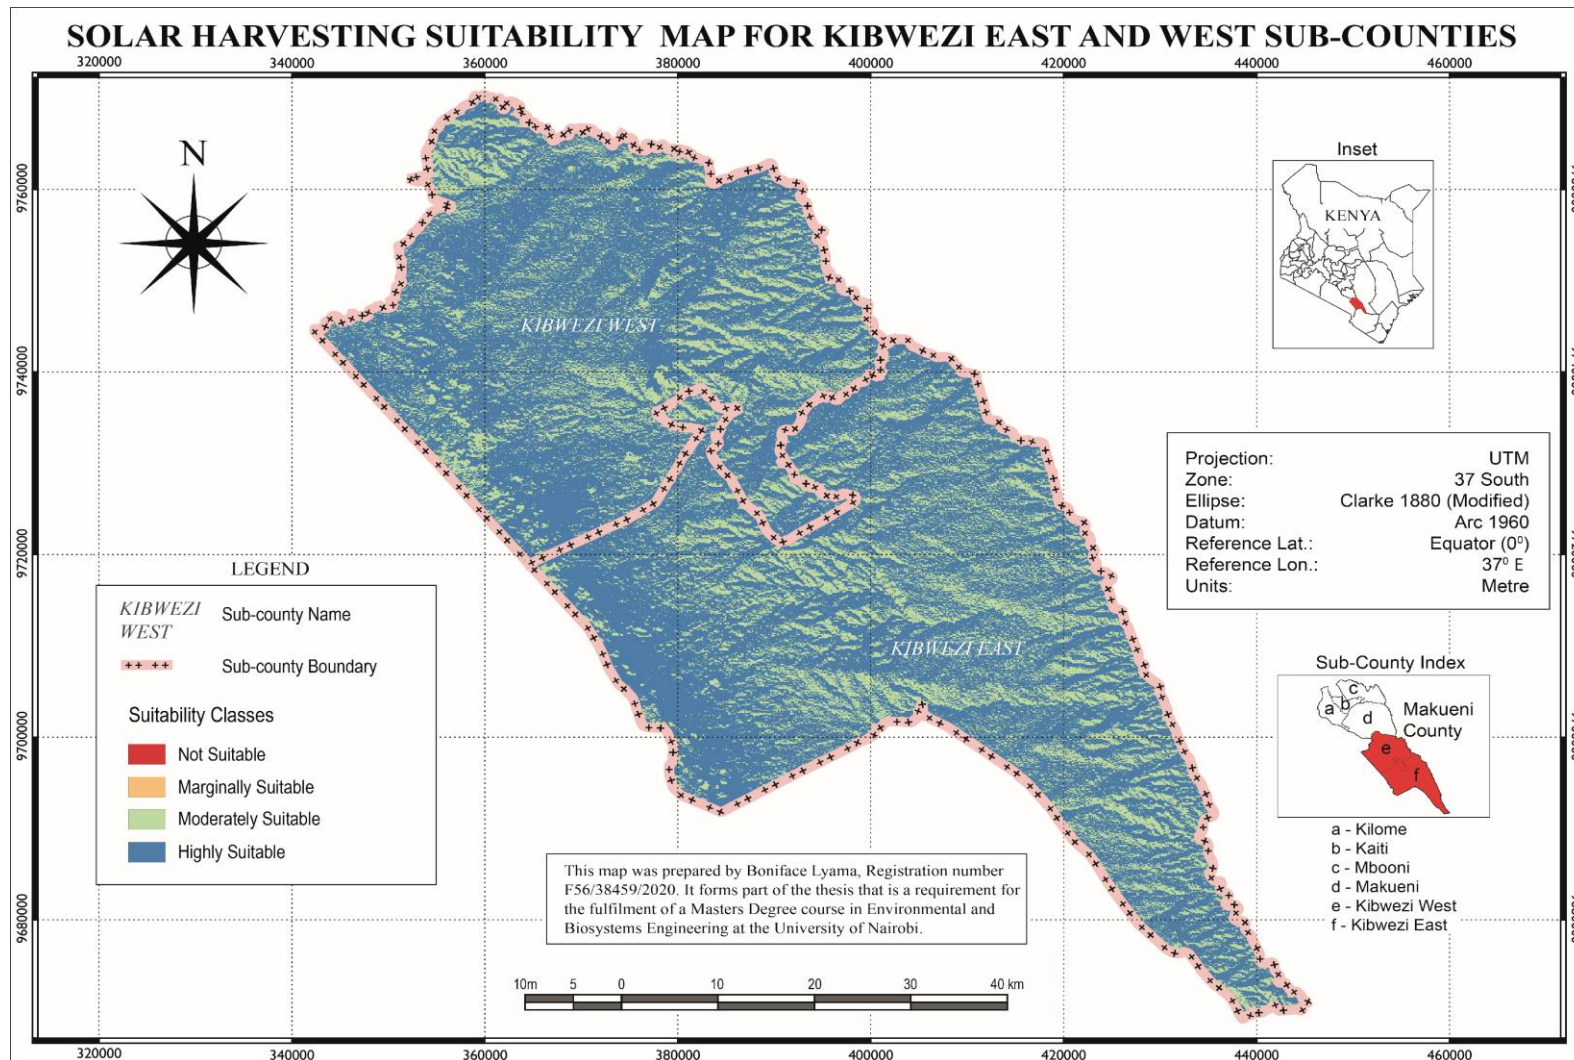 SOLAR HARVESTING SUITABILITY MAP FOR KIBWEZI EAST AND WEST SUB-COUNTIES
320000 340000 360000 380000 400000 420000 440000 460000
N
9760000
9740000
9720000
9700000
9680000
KIBWEZI WEST
KIBWEZI EAST
Inset
KENYA
Projection: UTM
Zone: 37 South
Ellipse: Clarke 1880 (Modified)
Datum: Arc 1960
Reference Lat.: Equator (0⁰)
Reference Lon.: 37⁰ E
Units: Metre
LEGEND
KIBWEZI
WEST
Sub-county Name
Sub-county Boundary
Suitability Classes
Not Suitable
Marginally Suitable
Moderately Suitable
Highly Suitable
Sub-County Index
Makueni
County
a
b
c
d
e
f
a - Kilome
b - Kaiti
c - Mbooni
d - Makueni
e - Kibwezi West
f - Kibwezi East
This map was prepared by Boniface Lyama, Registration number
F56/38459/2020. It forms part of the thesis that is a requirement for
the fulfilment of a Masters Degree course in Environmental and
Biosystems Engineering at the University of Nairobi.
10m 5 0 10 20 30 40 km
320000 340000 360000 380000 400000 420000 440000 460000